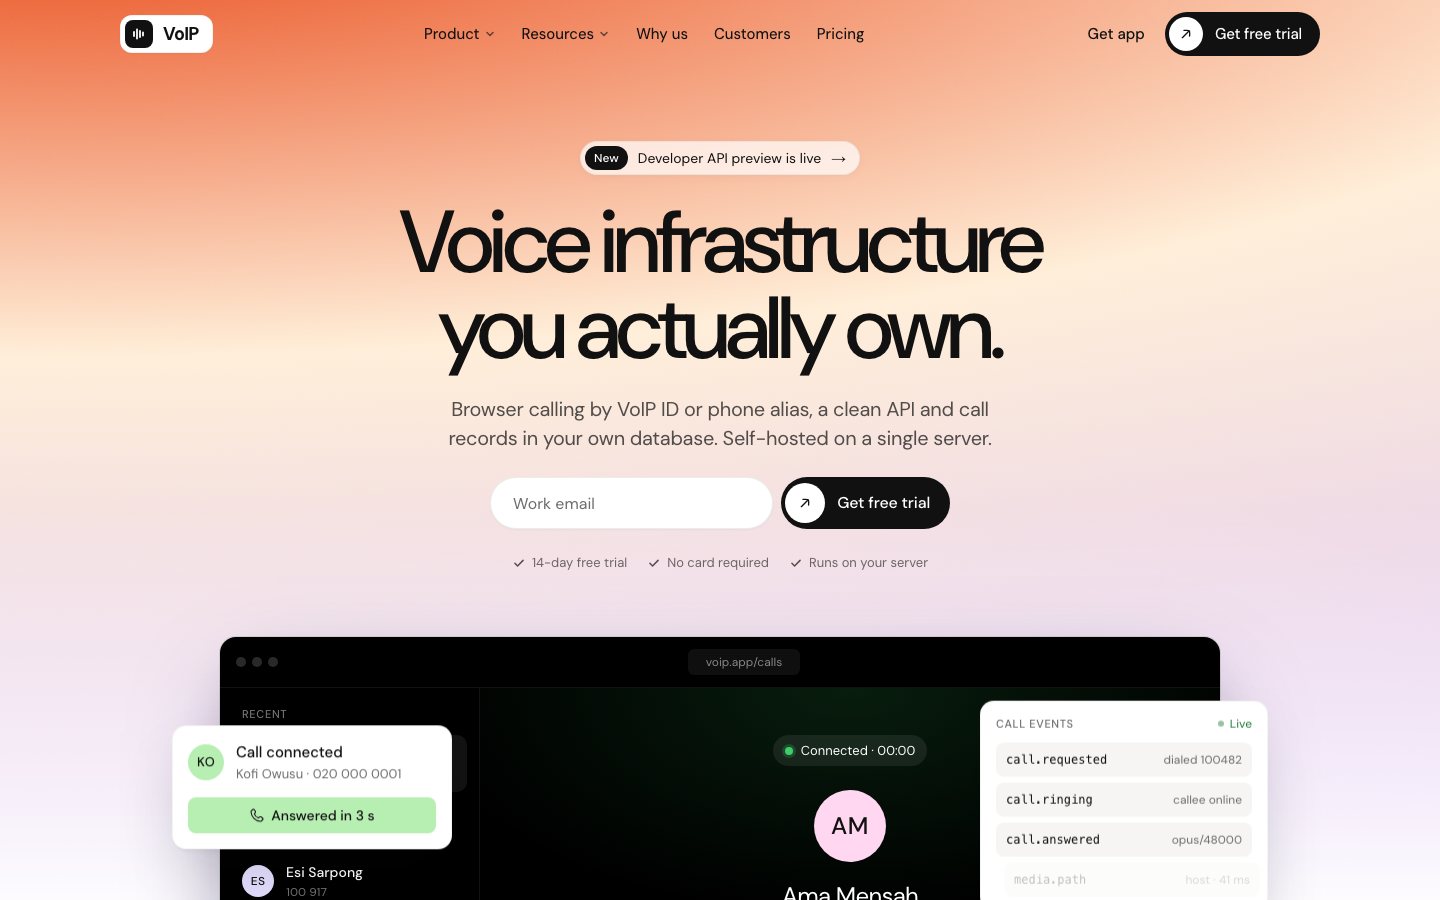 VoIP
Product
Resources
Why us
Customers
Pricing
Get app
Get free trial
New
Developer API preview is live →
Voice infrastructure
you actually own.
Browser calling by VoIP ID or phone alias, a clean API and call
records in your own database. Self-hosted on a single server.
Work email
Get free trial
14-day free trial
No card required
Runs on your server
voip.app/calls
RECENT
KO
Call connected
Kofi Owusu · 020 000 0001
Answered in 3 s
ES
Esi Sarpong
100 917
Connected · 00:00
AM
Ama Mensah
CALL EVENTS
Live
call.requested
dialed 100482
call.ringing
callee online
call.answered
opus/48000
media.path
host · 41 ms